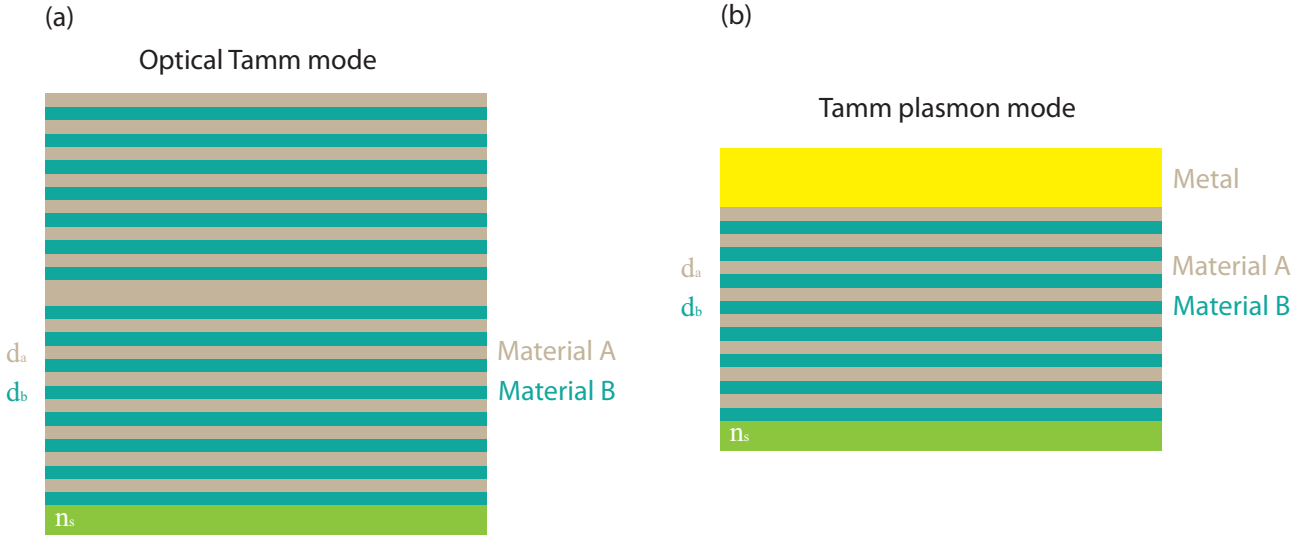 (a)
Optical Tamm mode
da
Material A
db
Material B
ns
(b)
Tamm plasmon mode
Metal
da
Material A
db
Material B
ns